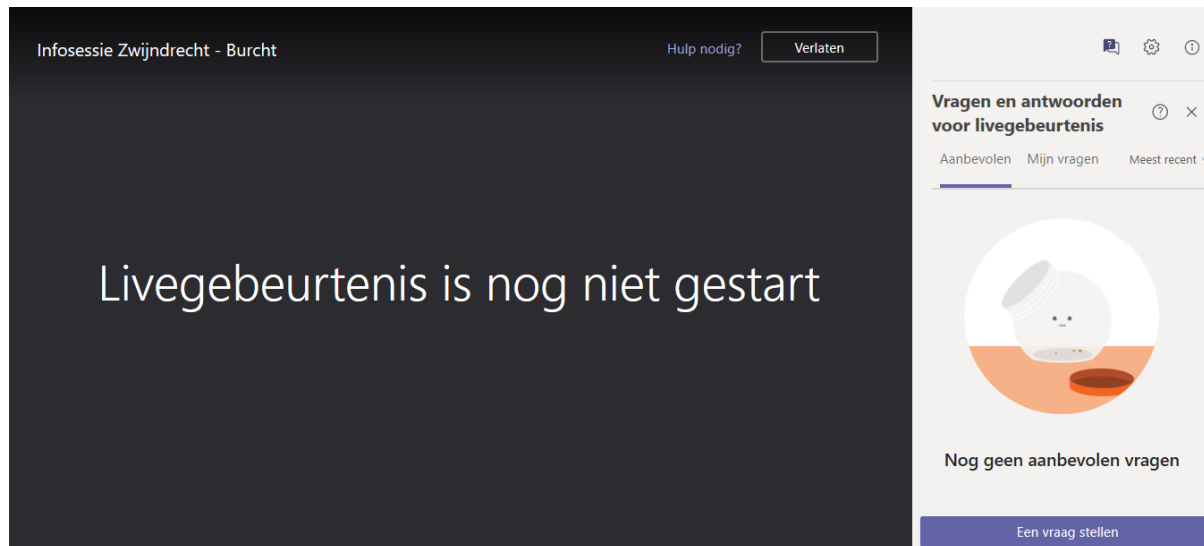 Infosessie Zwijndrecht - Burcht
Hulp nodig?
Verlaten
Livegebeurtenis is nog niet gestart
Vragen en antwoorden
voor livegebeurtenis
Aanbevolen
Mijn vragen
Meest recent
Nog geen aanbevolen vragen
Een vraag stellen